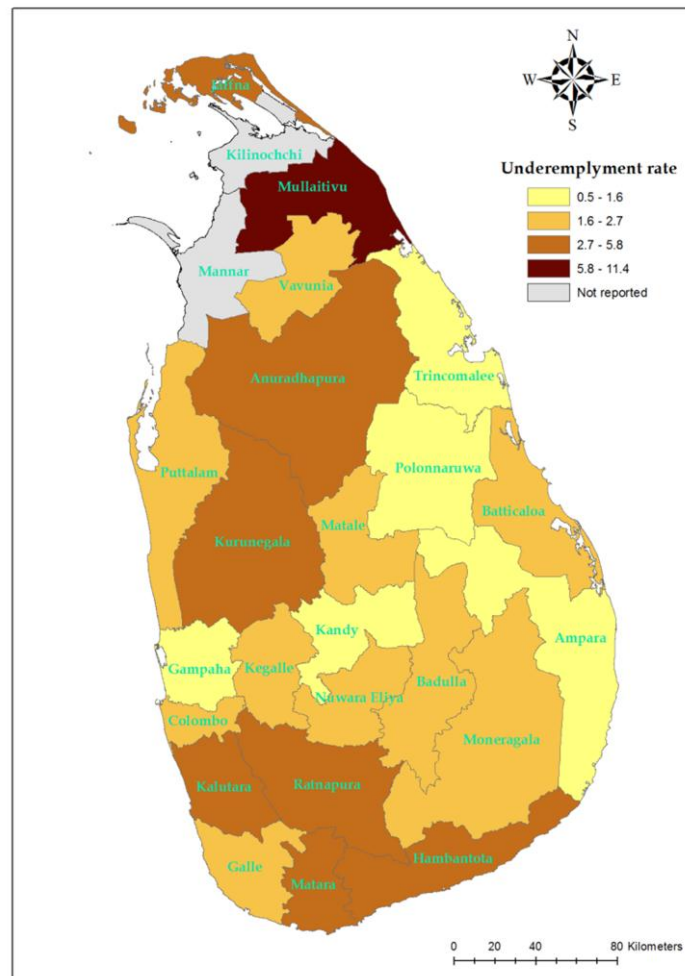 N
W E
S
Jaffna
Kilinochchi
Mullaitivu
Mannar
Vavunia
Anuradhapura
Trincomalee
Puttalam
Polonnaruwa
Kurunegala
Matale
Batticaloa
Kandy
Ampara
Gampaha
Kegalle
Nuwara Eliya
Badulla
Colombo
Moneragala
Kalutara
Ratnapura
Galle
Matara
Hambantota
Underemplyment rate
0.5 - 1.6
1.6 - 2.7
2.7 - 5.8
5.8 - 11.4
Not reported
0 20 40 80 Kilometers